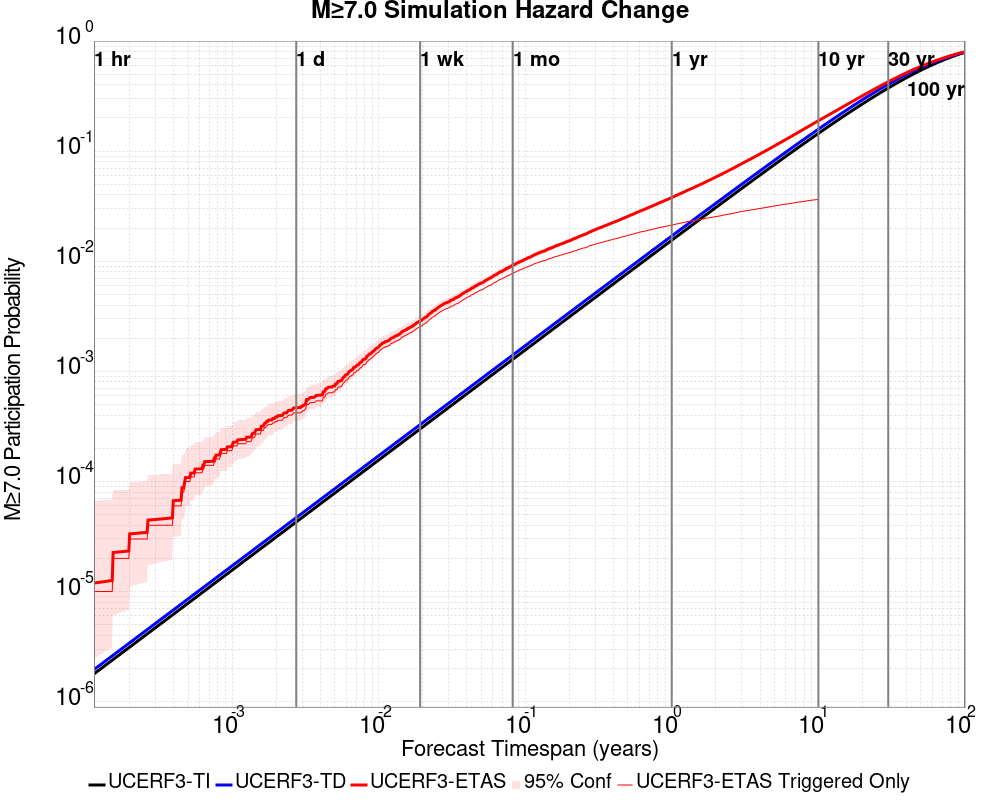 M≥7.0 Simulation Hazard Change
10^0
10^-1
10^-2
10^-3
10^-4
10^-5
10^-6
M≥7.0 Participation Probability
1 hr
1 d
1 wk
1 mo
1 yr
10 yr
30 yr
100 yr
10^-3
10^-2
10^-1
10^0
10^1
10^2
Forecast Timespan (years)
UCERF3-TI UCERF3-TD UCERF3-ETAS 95% Conf UCERF3-ETAS Triggered Only